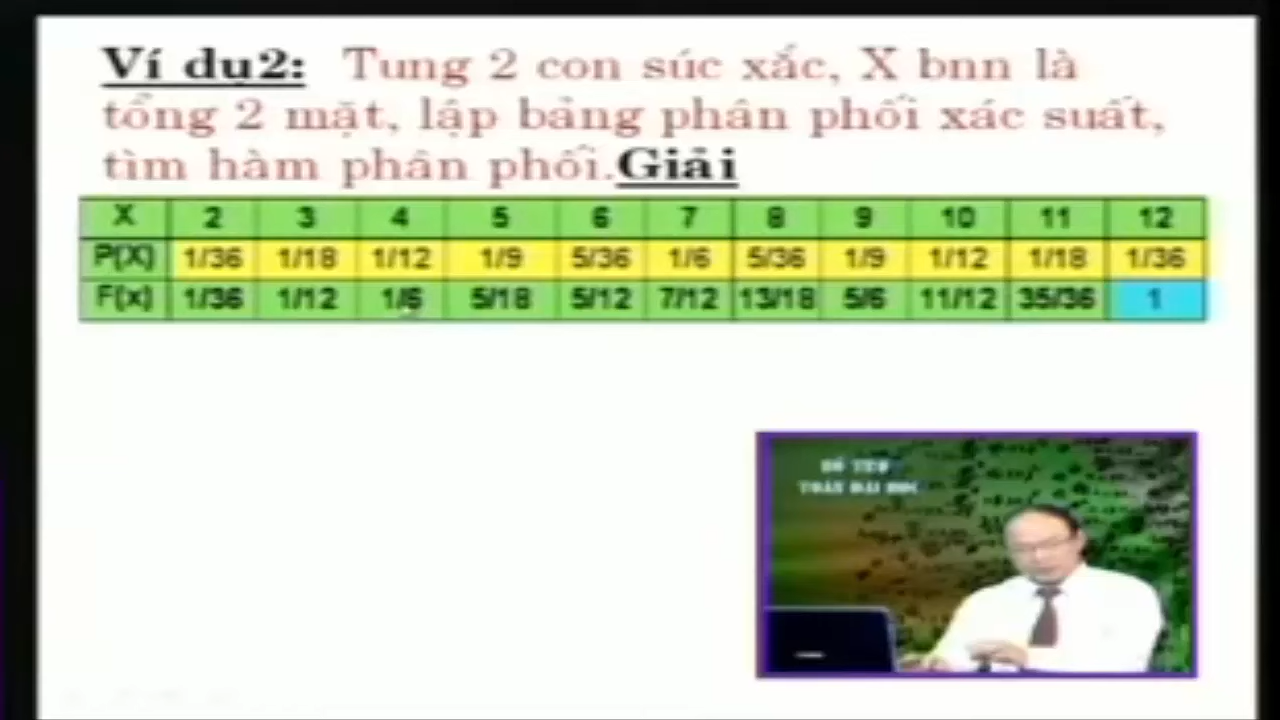 Ví dụ2: Tung 2 con súc xắc, X bnn là
tổng 2 mặt, lập bảng phân phối xác suất,
tìm hàm phân phối.Giải
X 2 3 4 5 6 7 8 9 10 11 12
P(X) 1/36 1/18 1/12 1/9 5/36 1/6 5/36 1/9 1/12 1/18 1/36
F(x) 1/36 1/12 1/6 5/18 5/12 7/12 13/18 5/6 11/12 35/36 1
TOÁN ĐẠI HỌC